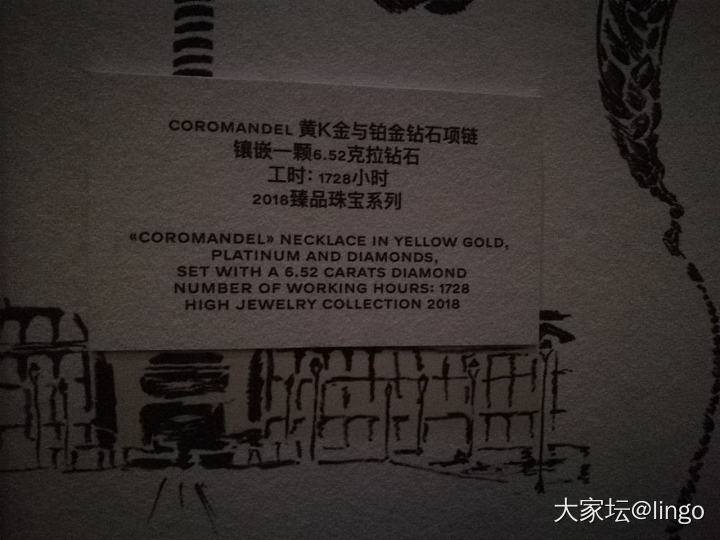 COROMANDEL 黄K金与铂金钻石项链
镶嵌一颗6.52克拉钻石
工时：1728小时
2018臻品珠宝系列
«COROMANDEL» NECKLACE IN YELLOW GOLD,
PLATINUM AND DIAMONDS,
SET WITH A 6.52 CARATS DIAMOND
NUMBER OF WORKING HOURS: 1728
HIGH JEWELRY COLLECTION 2018
大家坛@lingo